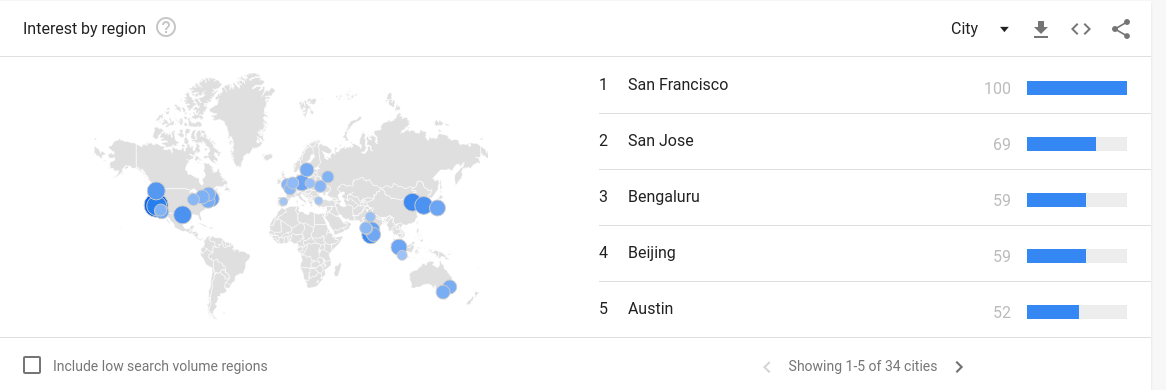 Interest by region ?
City
1 San Francisco 100
2 San Jose 69
3 Bengaluru 59
4 Beijing 59
5 Austin 52
Include low search volume regions
Showing 1-5 of 34 cities